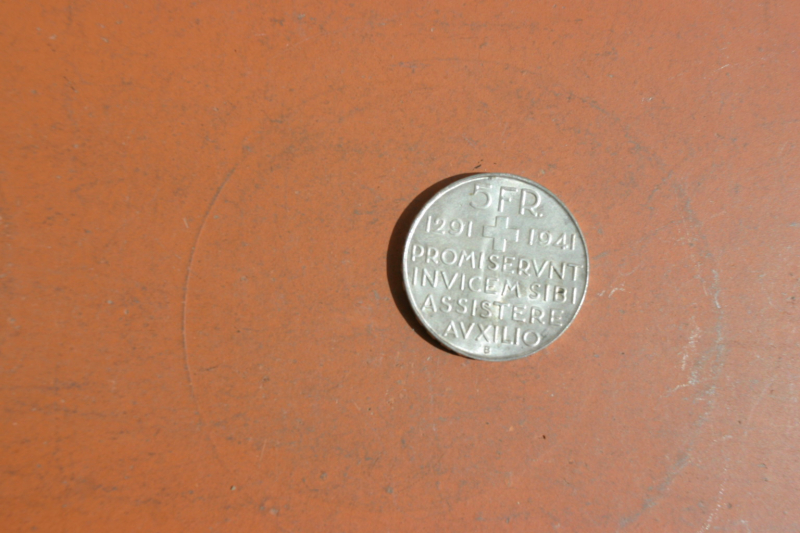 5 FR.
1291 1941
PROMISERVNT
INVICEM SIBI
ASSISTERE
AVXILIO
B